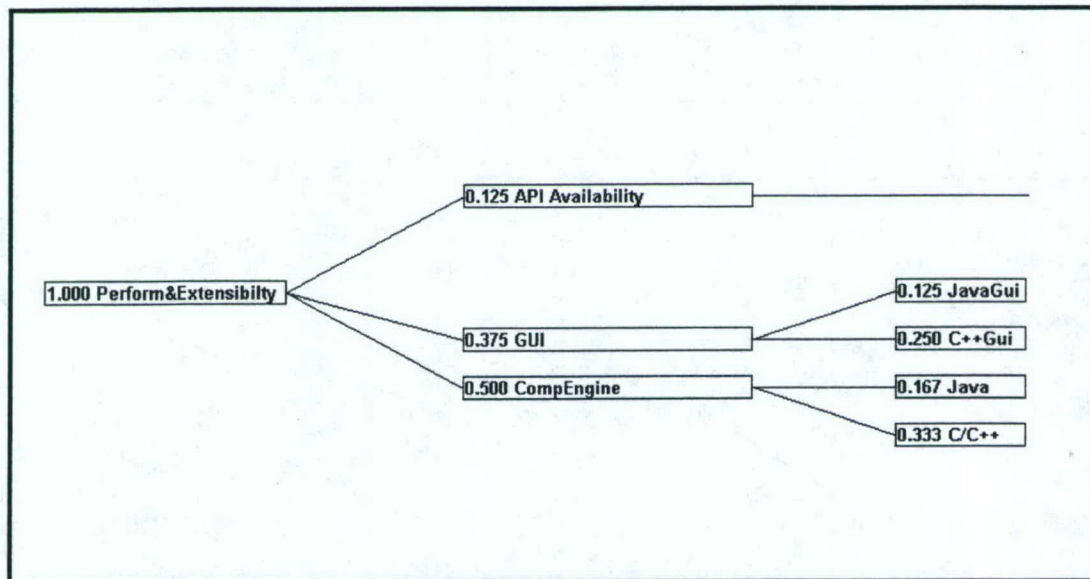 1.000 Perform&Extensibilty
0.125 API Availability
0.375 GUI
0.500 CompEngine
0.125 JavaGui
0.250 C++Gui
0.167 Java
0.333 C/C++